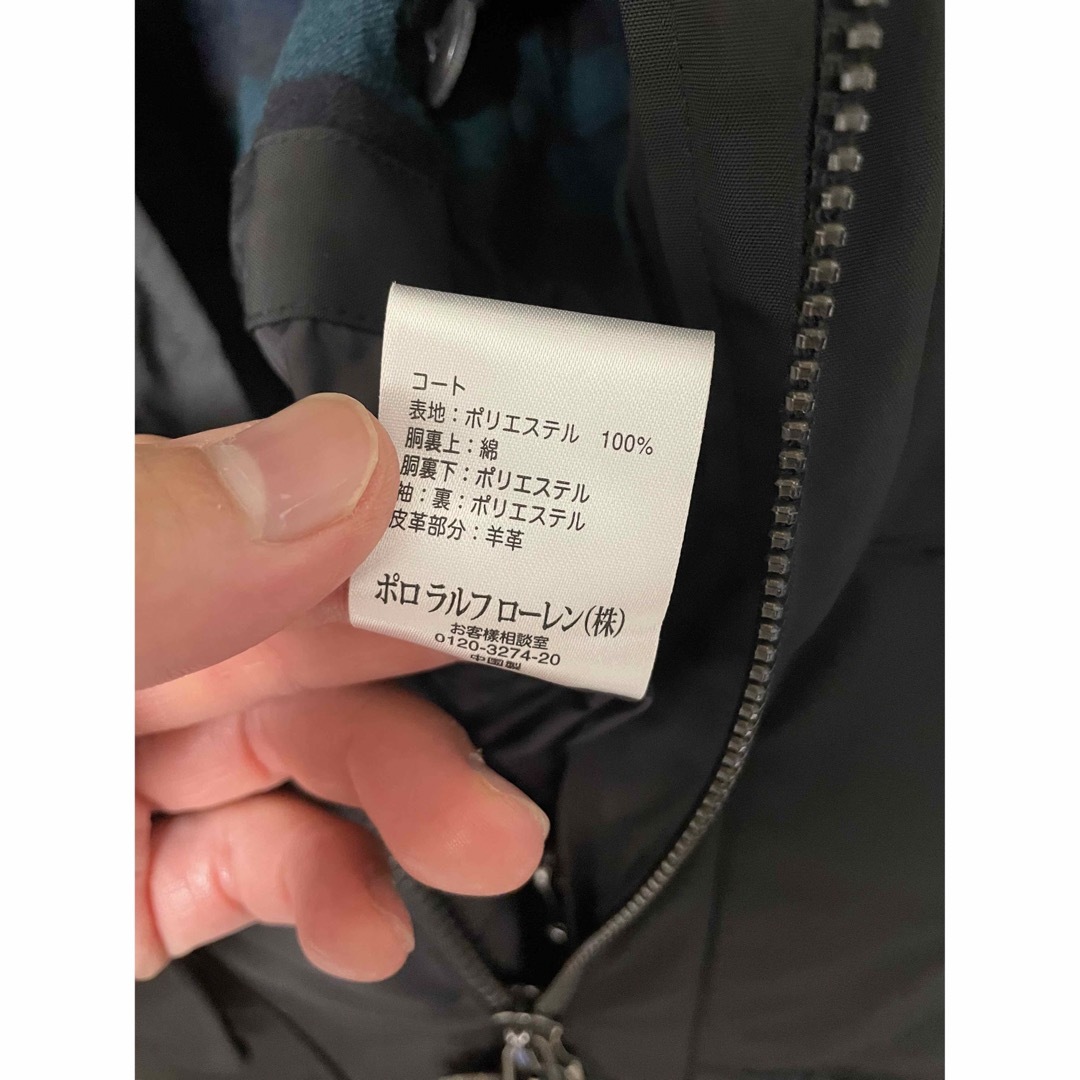 コート
表地：ポリエステル 100%
胴裏上：綿
胴裏下：ポリエステル
袖：裏：ポリエステル
皮革部分：羊革
ポロ ラルフ ローレン(株)
お客様相談室
0120-3274-20
中国製